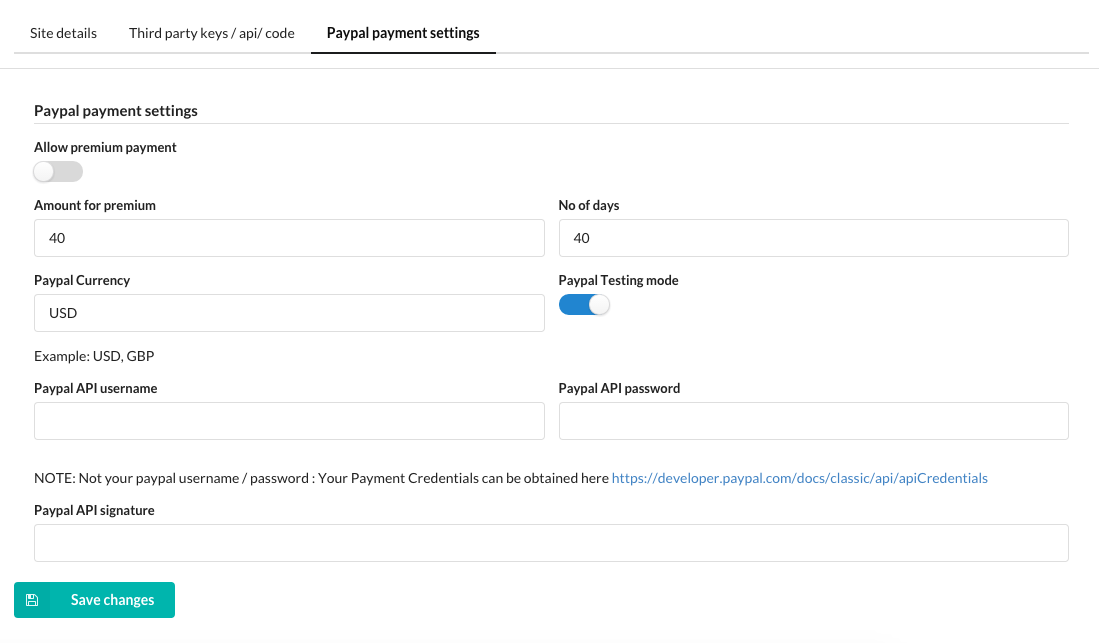 Site details Third party keys / api/ code Paypal payment settings
Paypal payment settings
Allow premium payment
Amount for premium No of days
40 40
Paypal Currency Paypal Testing mode
USD
Example: USD, GBP
Paypal API username Paypal API password
NOTE: Not your paypal username / password : Your Payment Credentials can be obtained here https://developer.paypal.com/docs/classic/api/apiCredentials
Paypal API signature
Save changes